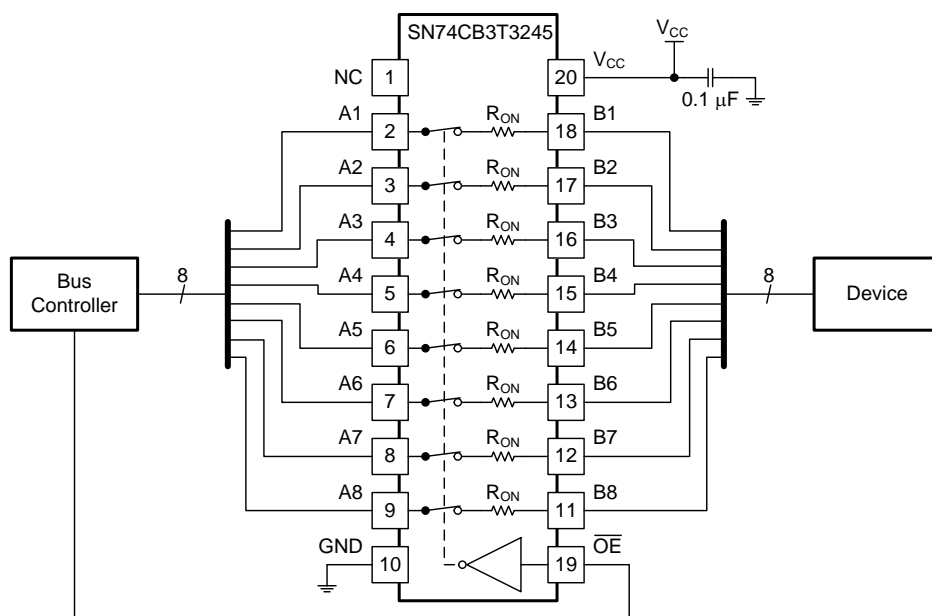 SN74CB3T3245
VCC
NC 1 20 VCC
0.1 μF
A1 2 RON 18 B1
A2 3 RON 17 B2
A3 4 RON 16 B3
A4 5 RON 15 B4
A5 6 RON 14 B5
A6 7 RON 13 B6
A7 8 RON 12 B7
A8 9 RON 11 B8
GND 10 19 OE
Bus
Controller
8
8
Device